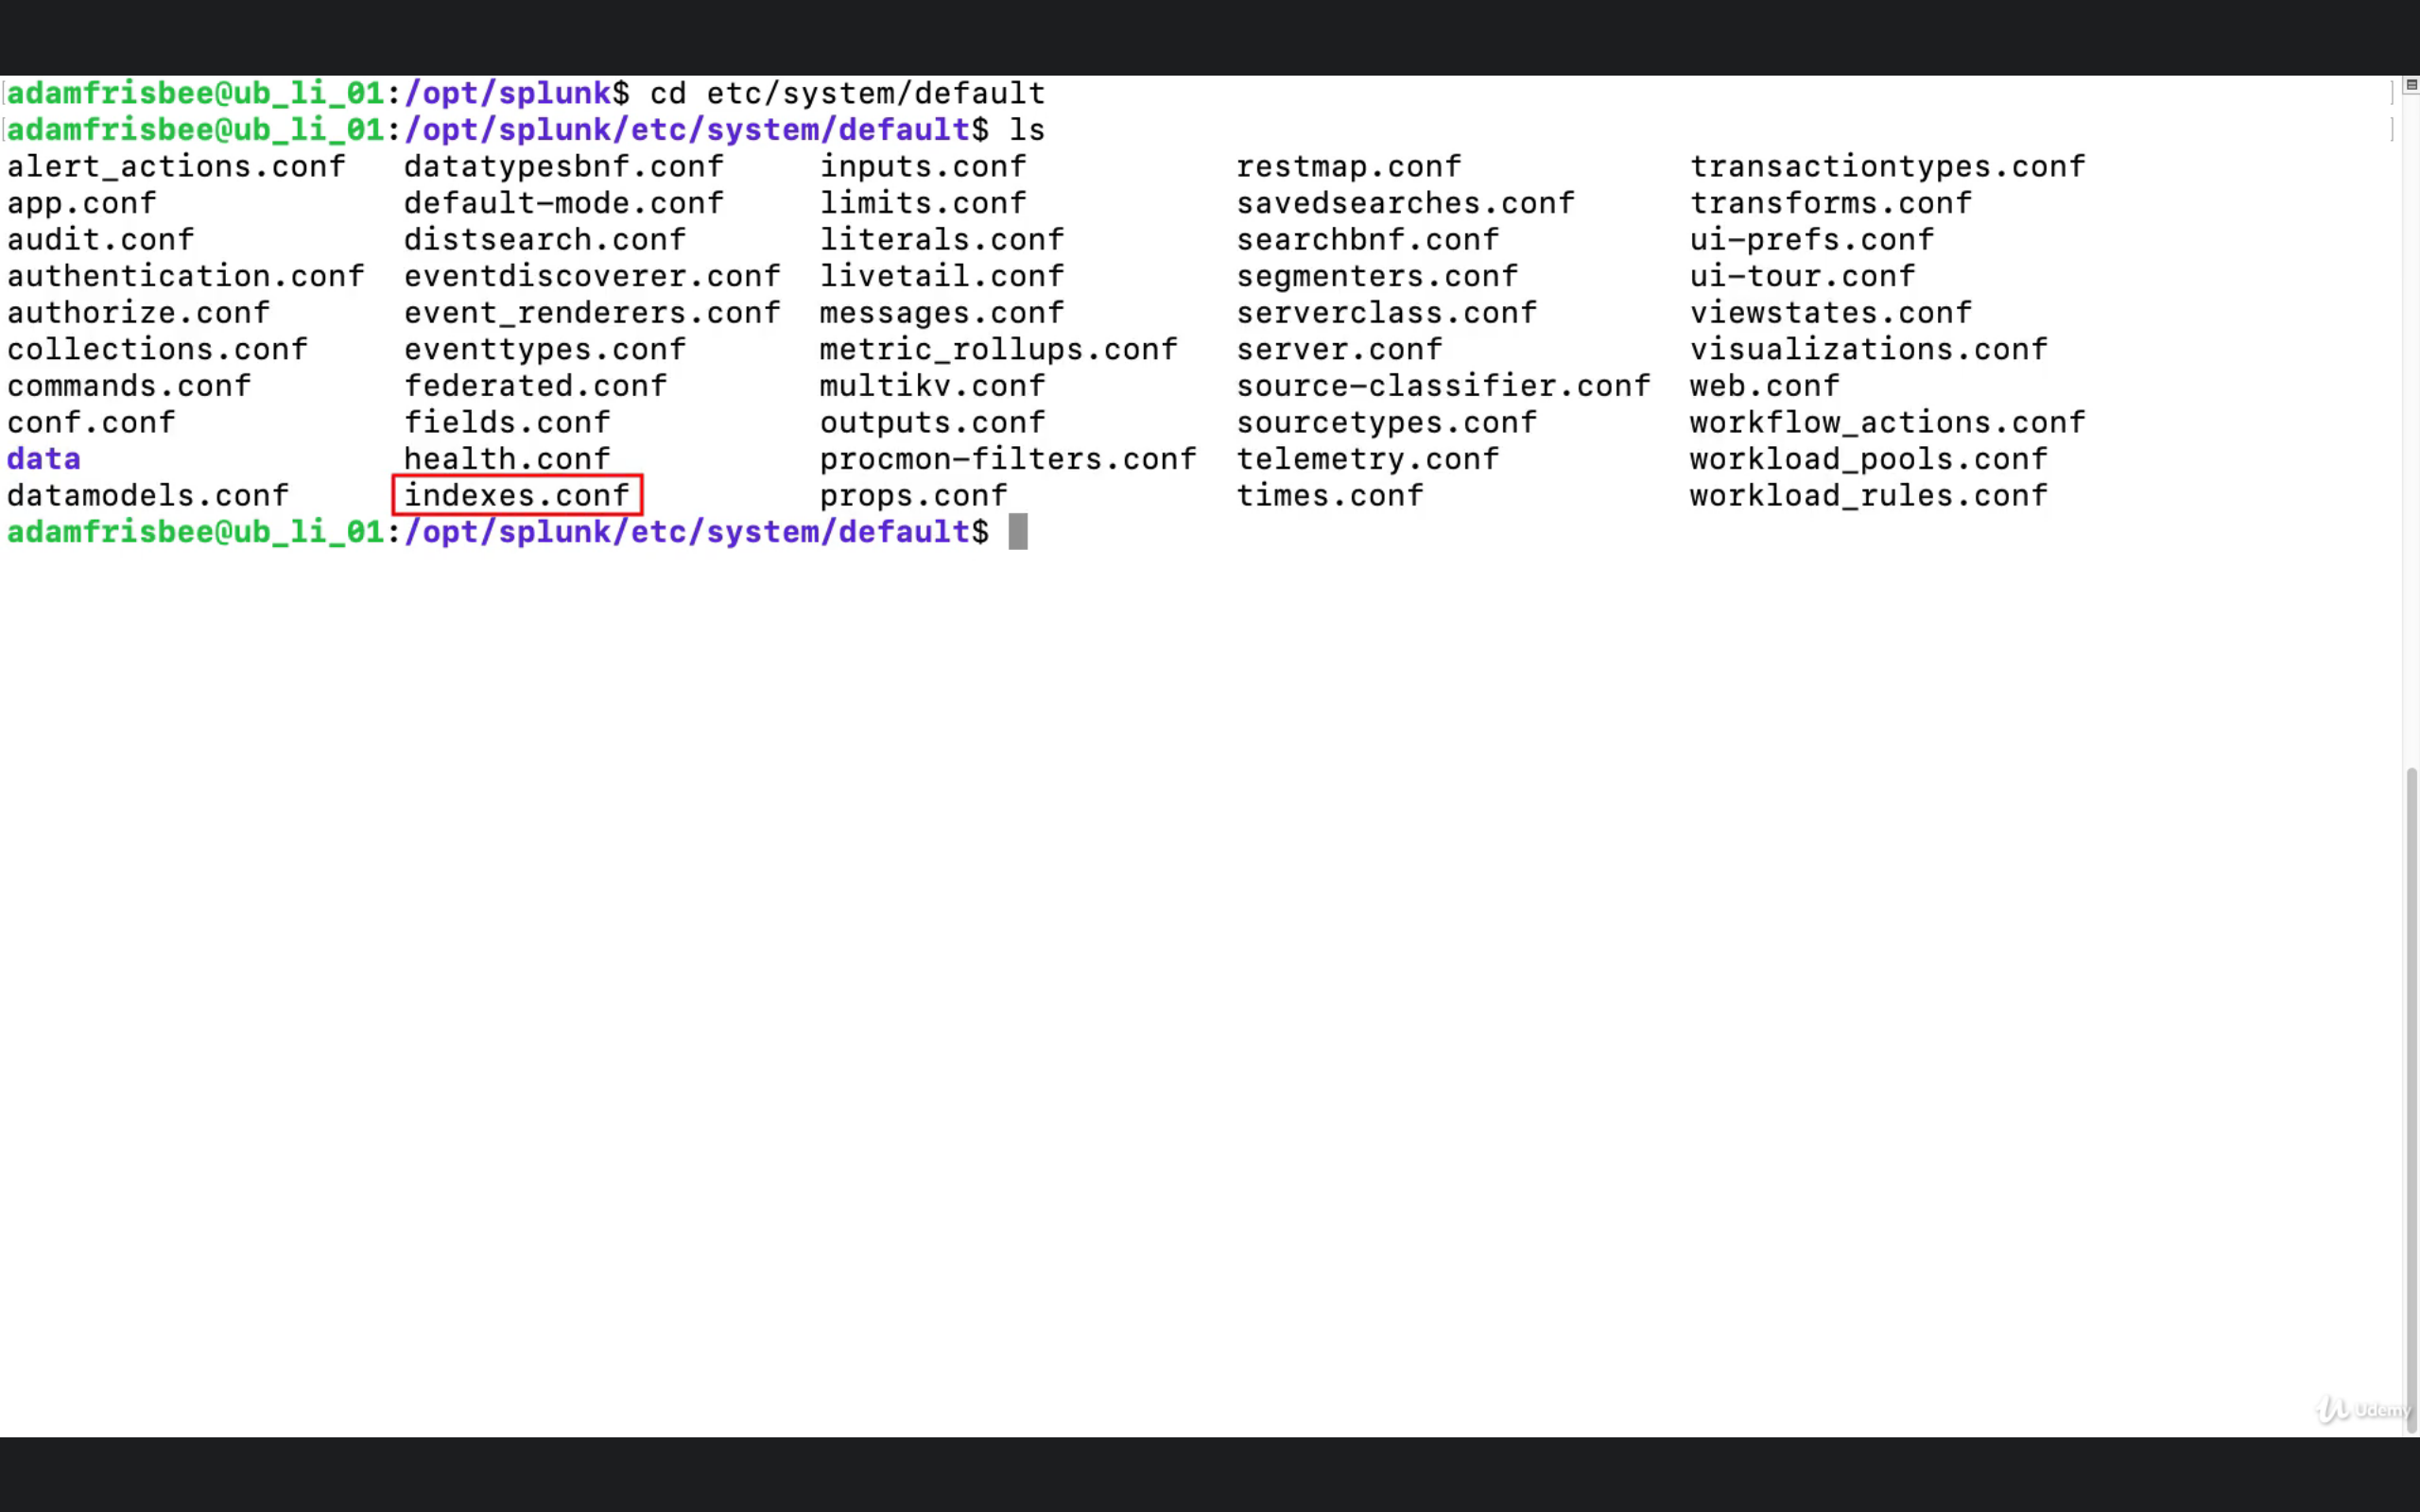 adamfrisbee@ub_li_01:/opt/splunk$ cd etc/system/default
adamfrisbee@ub_li_01:/opt/splunk/etc/system/default$ ls
alert_actions.conf datatypesbnf.conf inputs.conf restmap.conf transactiontypes.conf
app.conf default-mode.conf limits.conf savedsearches.conf transforms.conf
audit.conf distsearch.conf literals.conf searchbnf.conf ui-prefs.conf
authentication.conf eventdiscoverer.conf livetail.conf segmenters.conf ui-tour.conf
authorize.conf event_renderers.conf messages.conf serverclass.conf viewstates.conf
collections.conf eventtypes.conf metric_rollups.conf server.conf visualizations.conf
commands.conf federated.conf multikv.conf source-classifier.conf web.conf
conf.conf fields.conf outputs.conf sourcetypes.conf workflow_actions.conf
data health.conf procmon-filters.conf telemetry.conf workload_pools.conf
datamodels.conf indexes.conf props.conf times.conf workload_rules.conf
adamfrisbee@ub_li_01:/opt/splunk/etc/system/default$
Udemy